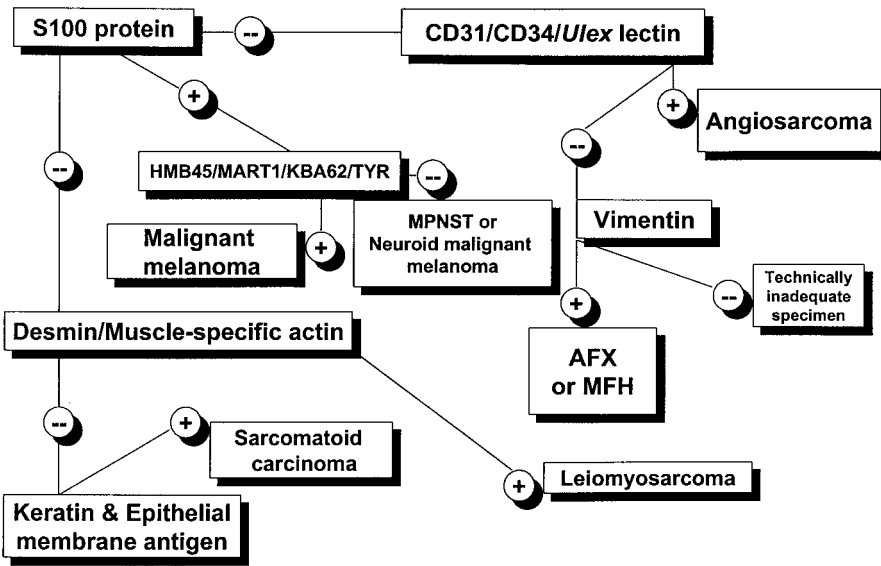 S100 protein
--
CD31/CD34/Ulex lectin
+
+
Angiosarcoma
--
--
HMB45/MART1/KBA62/TYR
--
MPNST or
Neuroid malignant
melanoma
Vimentin
Malignant
melanoma
+
Technically
inadequate
specimen
--
+
Desmin/Muscle-specific actin
AFX
or MFH
--
+
Sarcomatoid
carcinoma
+
Leiomyosarcoma
Keratin & Epithelial
membrane antigen